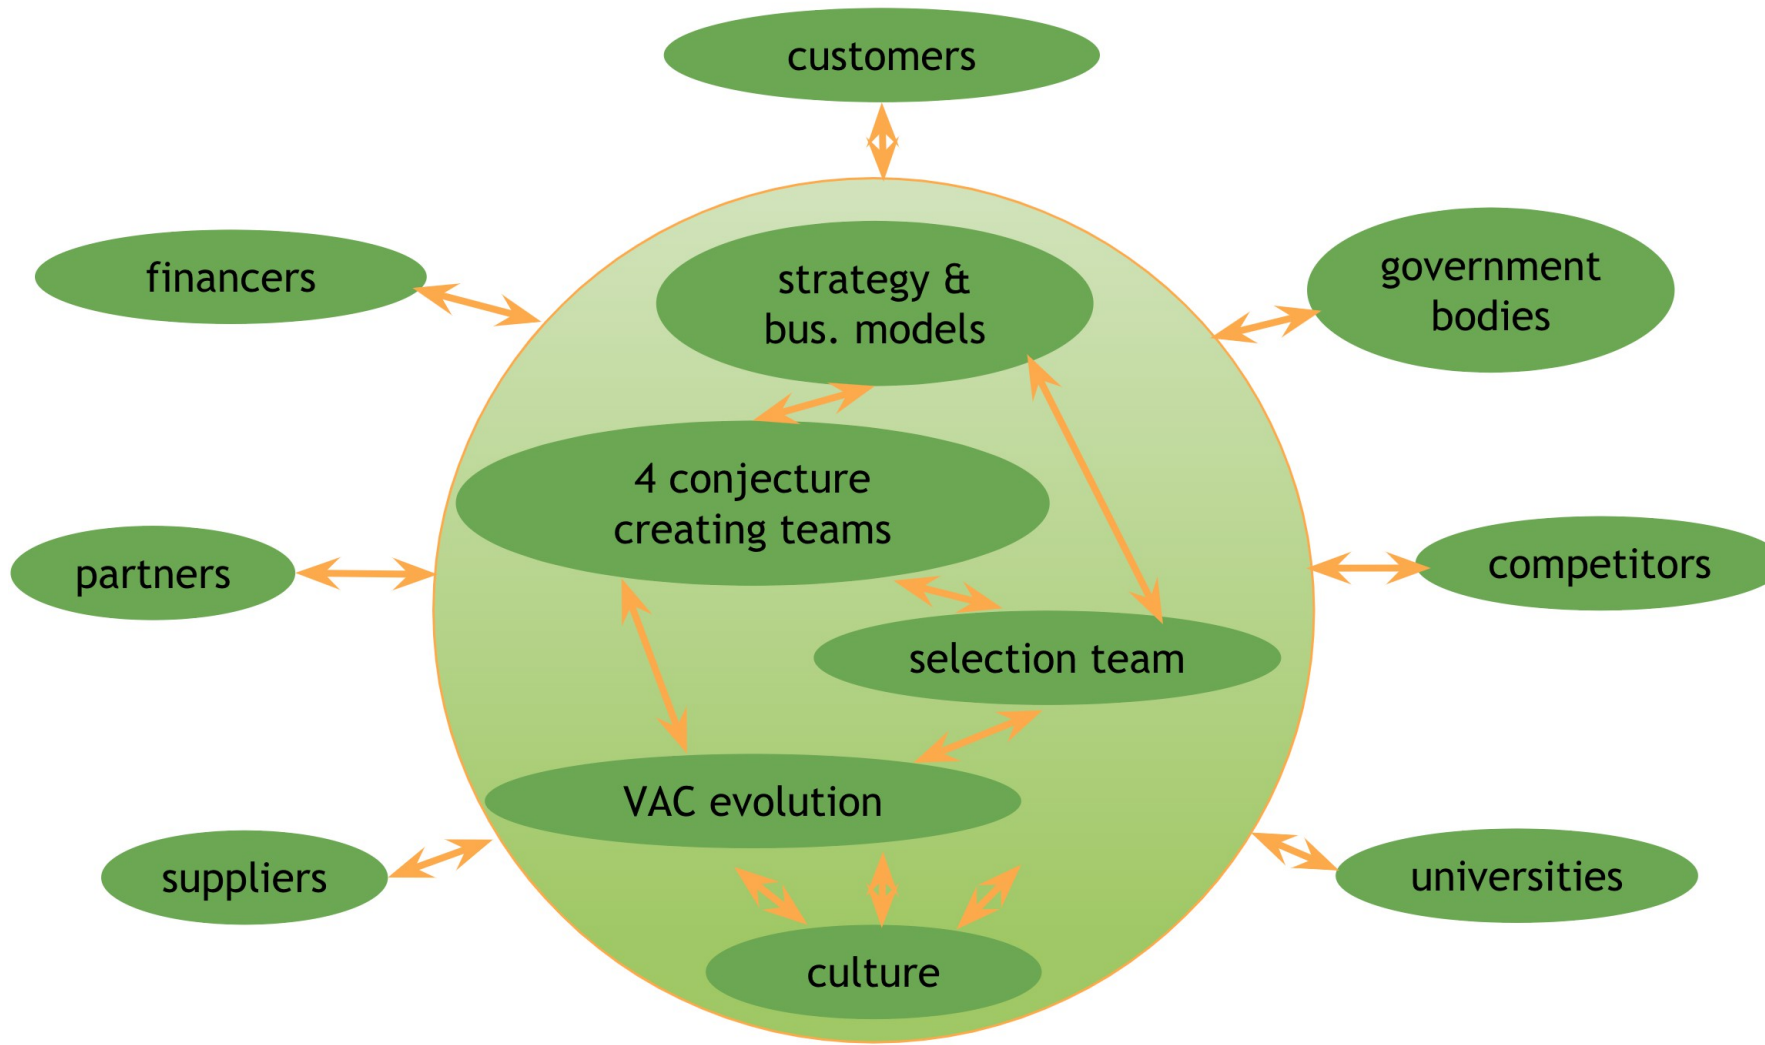 customers
financers
strategy &
bus. models
government
bodies
4 conjecture
creating teams
partners
competitors
selection team
VAC evolution
suppliers
universities
culture